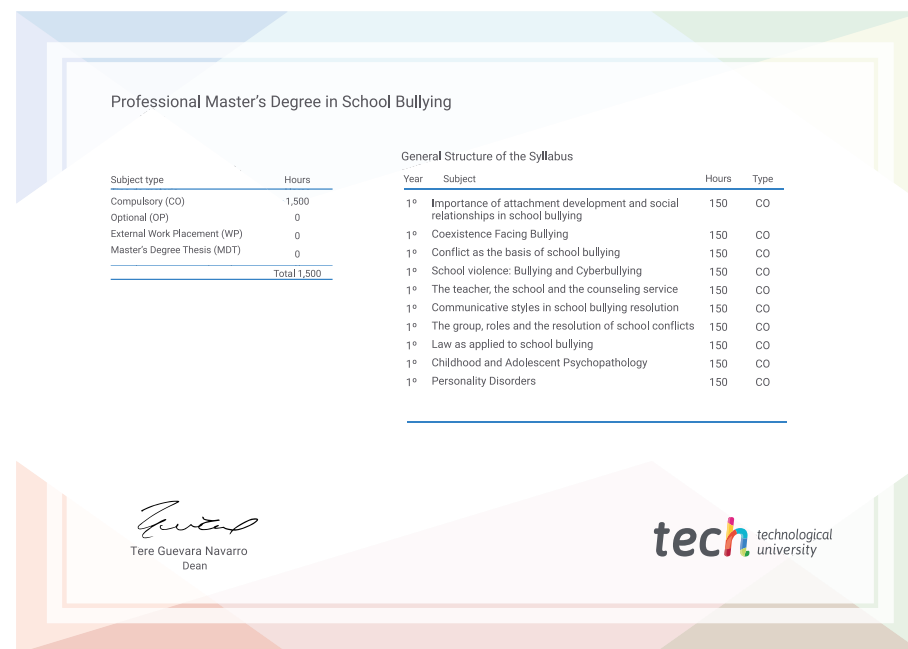 Professional Master's Degree in School Bullying
Subject type Hours
Compulsory (CO) 1,500
Optional (OP) 0
External Work Placement (WP) 0
Master's Degree Thesis (MDT) 0
Total 1,500
General Structure of the Syllabus
Year Subject Hours Type
1º Importance of attachment development and social 150 CO
relationships in school bullying
1º Coexistence Facing Bullying 150 CO
1º Conflict as the basis of school bullying 150 CO
1º School violence: Bullying and Cyberbullying 150 CO
1º The teacher, the school and the counseling service 150 CO
1º Communicative styles in school bullying resolution 150 CO
1º The group, roles and the resolution of school conflicts 150 CO
1º Law as applied to school bullying 150 CO
1º Childhood and Adolescent Psychopathology 150 CO
1º Personality Disorders 150 CO
Tere Guevara Navarro
Dean
tech technological
university